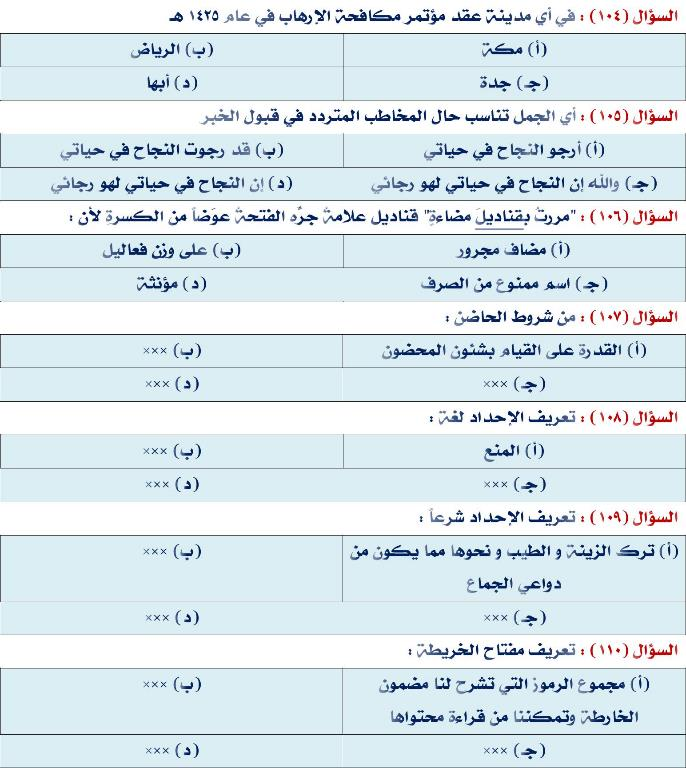 السؤال (١٠٤) : في أي مدينة عقد مؤتمر مكافحة الإرهاب في عام ١٤٢٥ هـ
(أ) مكة (ب) الرياض
(جـ) جدة (د) أبها
السؤال (١٠٥) : أي الجمل تناسب حال المخاطب المتردد في قبول الخبر
(أ) أرجو النجاح في حياتي (ب) قد رجوت النجاح في حياتي
(جـ) والله إن النجاح في حياتي لهو رجائي (د) إن النجاح في حياتي لهو رجائي
السؤال (١٠٦) : "مررتُ بقناديلَ مضاءةٍ" قناديل علامةُ جرِّه الفتحةُ عوَضاً من الكسرةِ لأن :
(أ) مضاف مجرور (ب) على وزن فعاليل
(جـ) اسم ممنوع من الصرف (د) مؤنثة
السؤال (١٠٧) : من شروط الحاضن :
(أ) القدرة على القيام بشئون المحضون (ب) ×××
(جـ) ××× (د) ×××
السؤال (١٠٨) : تعريف الإحداد لغة :
(أ) المنع (ب) ×××
(جـ) ××× (د) ×××
السؤال (١٠٩) : تعريف الإحداد شرعاً :
(أ) ترك الزينة و الطيب و نحوها مما يكون من (ب) ×××
دواعي الجماع
(جـ) ××× (د) ×××
السؤال (١١٠) : تعريف مفتاح الخريطة :
(أ) مجموع الرموز التي تشرح لنا مضمون (ب) ×××
الخارطة وتمكننا من قراءة محتواها
(جـ) ××× (د) ×××